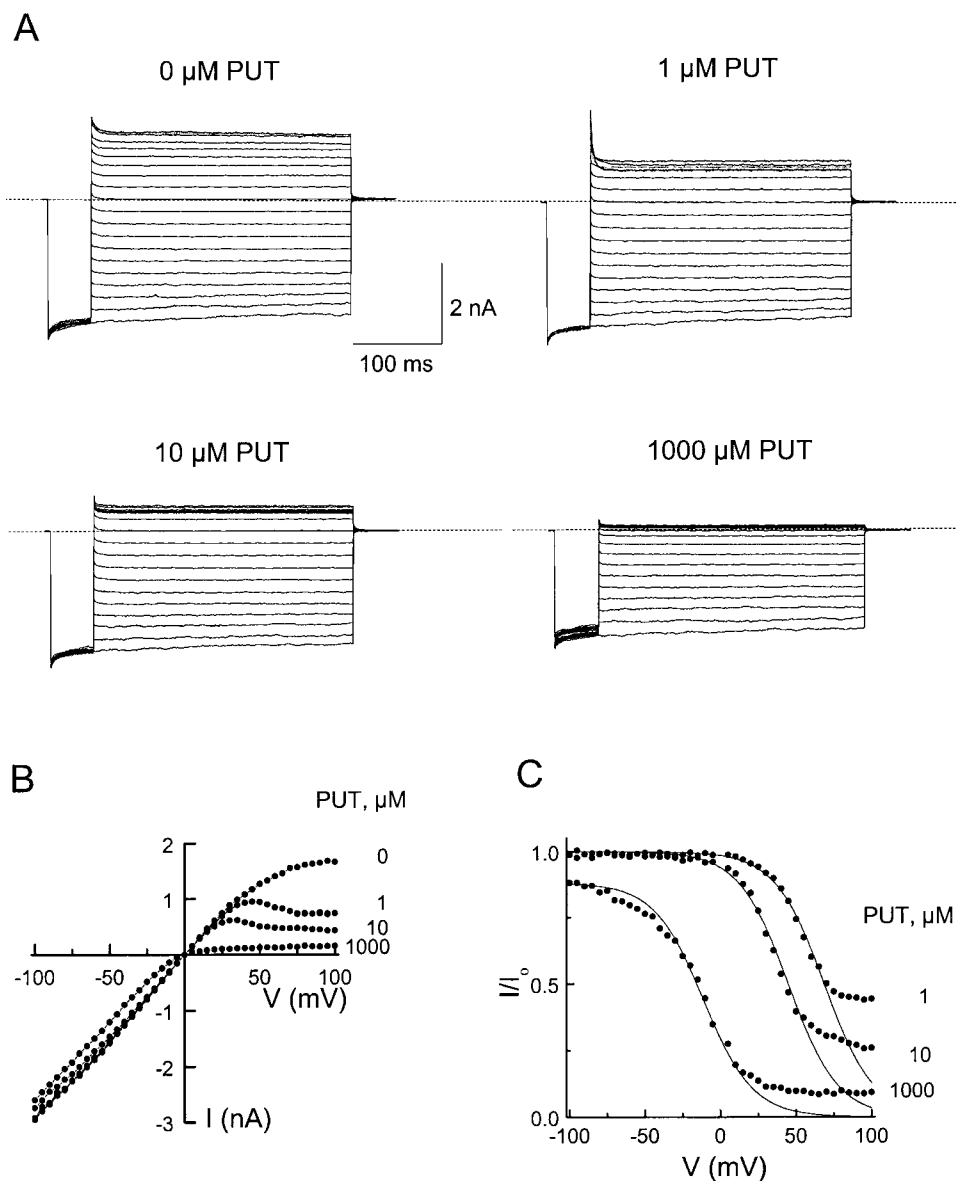 A
0 µM PUT
1 µM PUT
2 nA
100 ms
10 µM PUT
1000 µM PUT
B
PUT, µM
2
0
1
1
10
1000
-100
-50
50
100
V (mV)
-1
-2
-3
I (nA)
C
1.0
PUT, µM
I/Io
0.5
1
10
1000
0.0
-100
-50
0
50
100
V (mV)